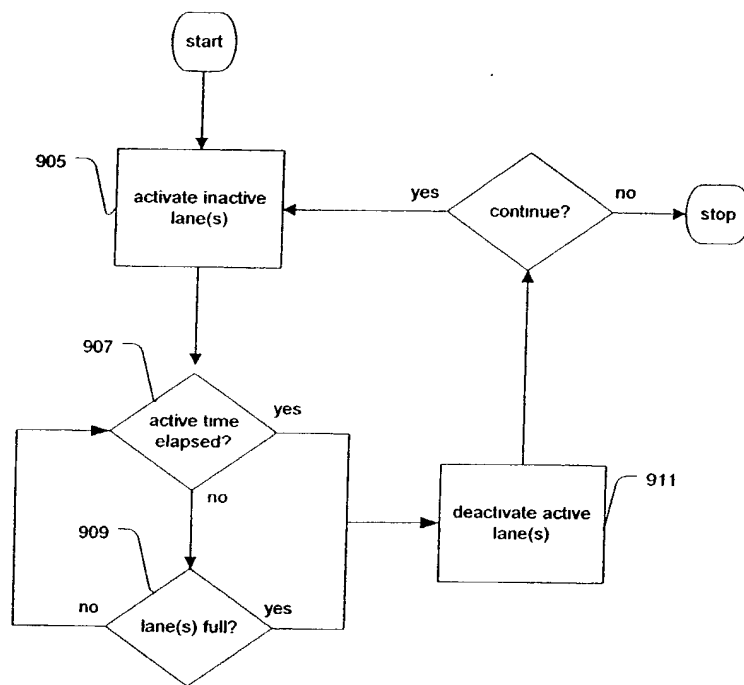 start
905
activate inactive
lane(s)
yes
continue?
no
stop
907
active time
elapsed?
yes
no
deactivate active
lane(s)
911
909
no
lane(s) full?
yes